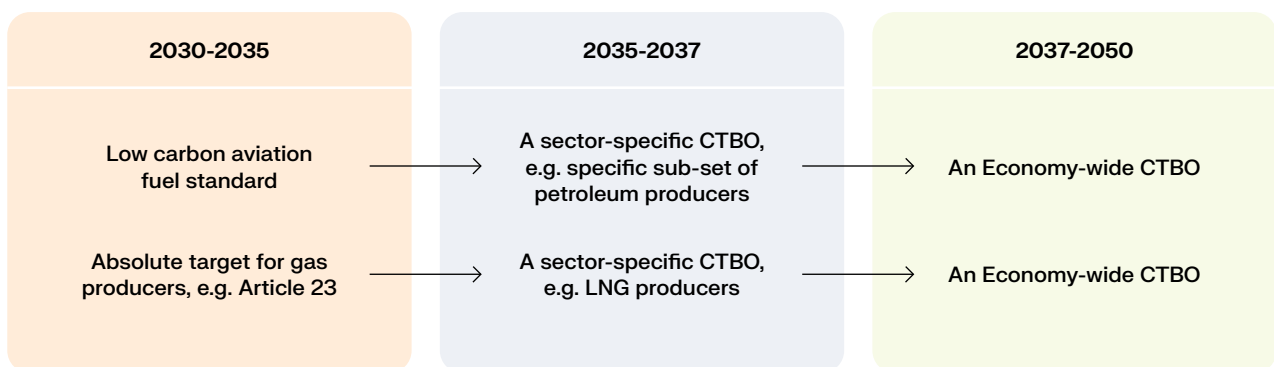 2030-2035
2035-2037
2037-2050
Low carbon aviation
fuel standard
A sector-specific CTBO,
e.g. specific sub-set of
petroleum producers
An Economy-wide CTBO
Absolute target for gas
producers, e.g. Article 23
A sector-specific CTBO,
e.g. LNG producers
An Economy-wide CTBO